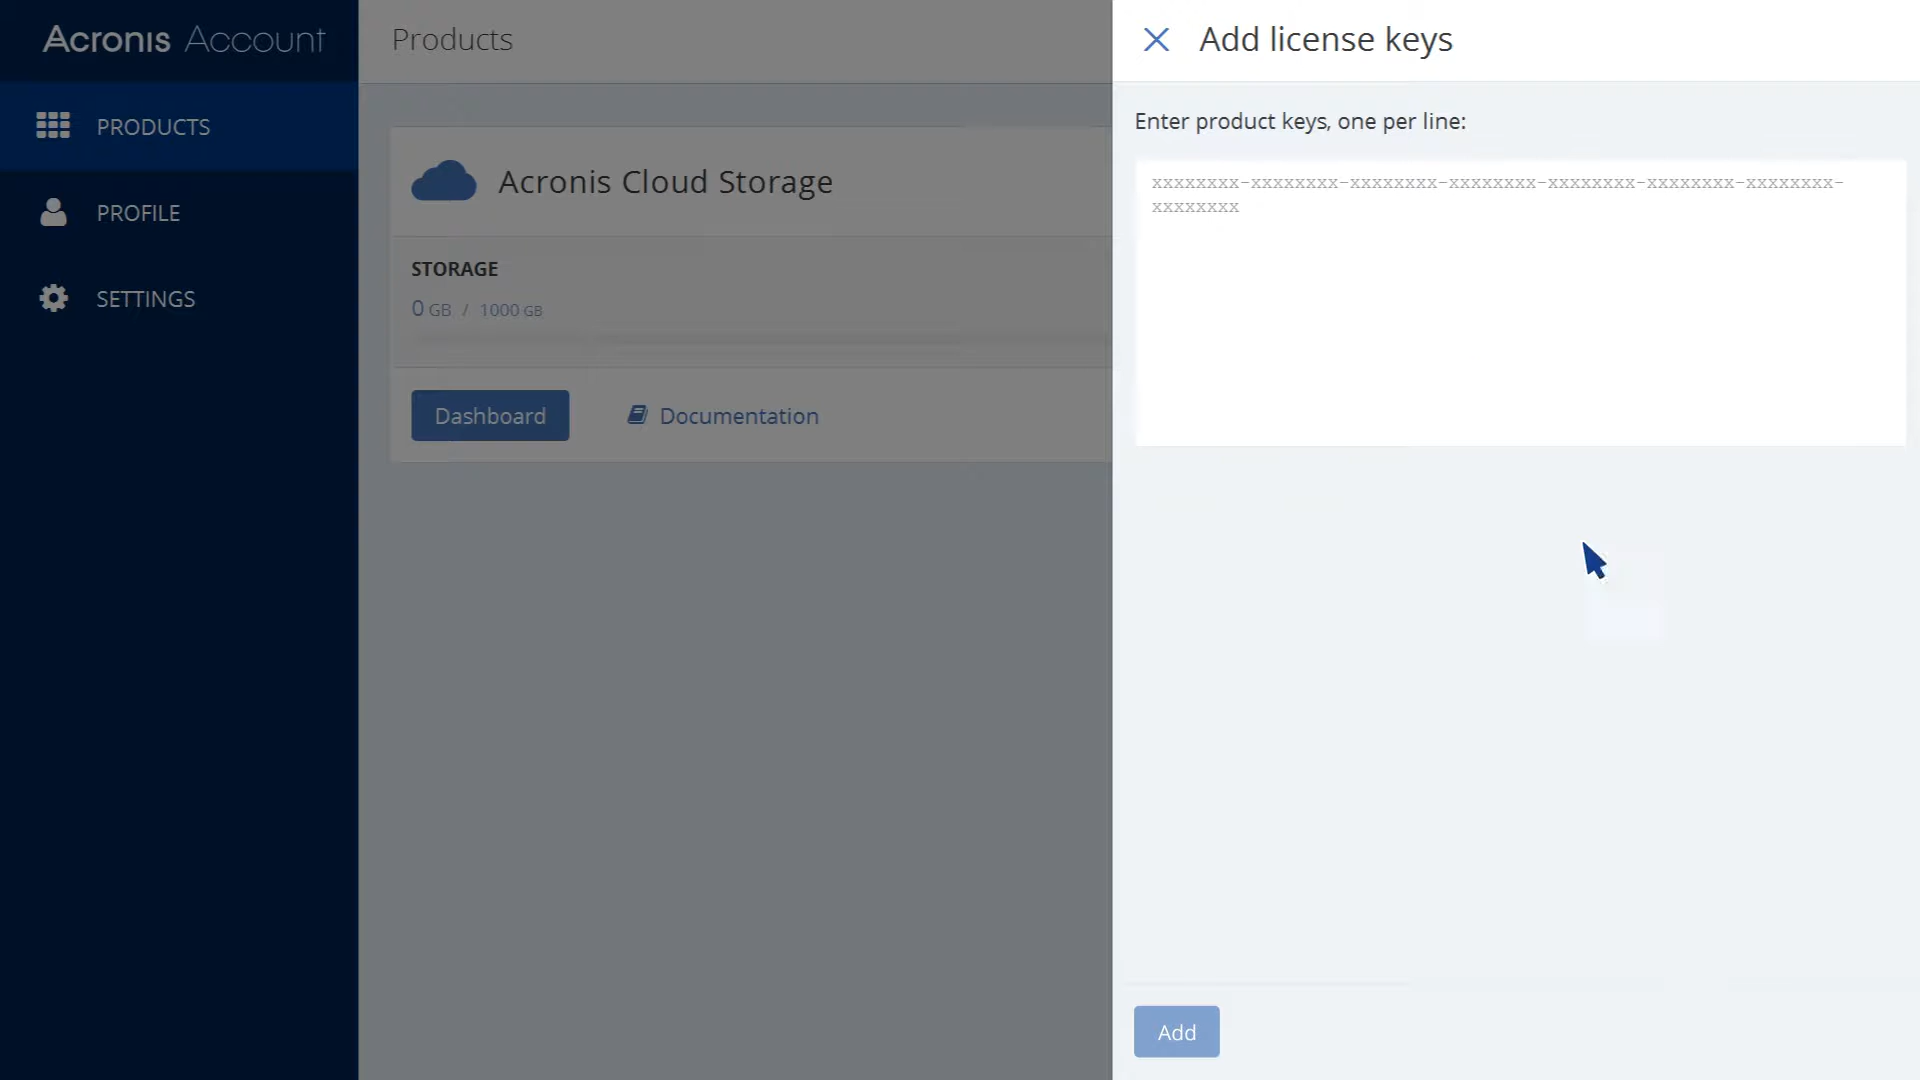 Acronis Account
PRODUCTS
PROFILE
SETTINGS
Products
Acronis Cloud Storage
STORAGE
0 GB / 1000 GB
Dashboard
Documentation
Add license keys
Enter product keys, one per line:
xxxxxxxx-xxxxxxxx-xxxxxxxx-xxxxxxxx-xxxxxxxx-xxxxxxxx-xxxxxxxx-
xxxxxxxx
Add